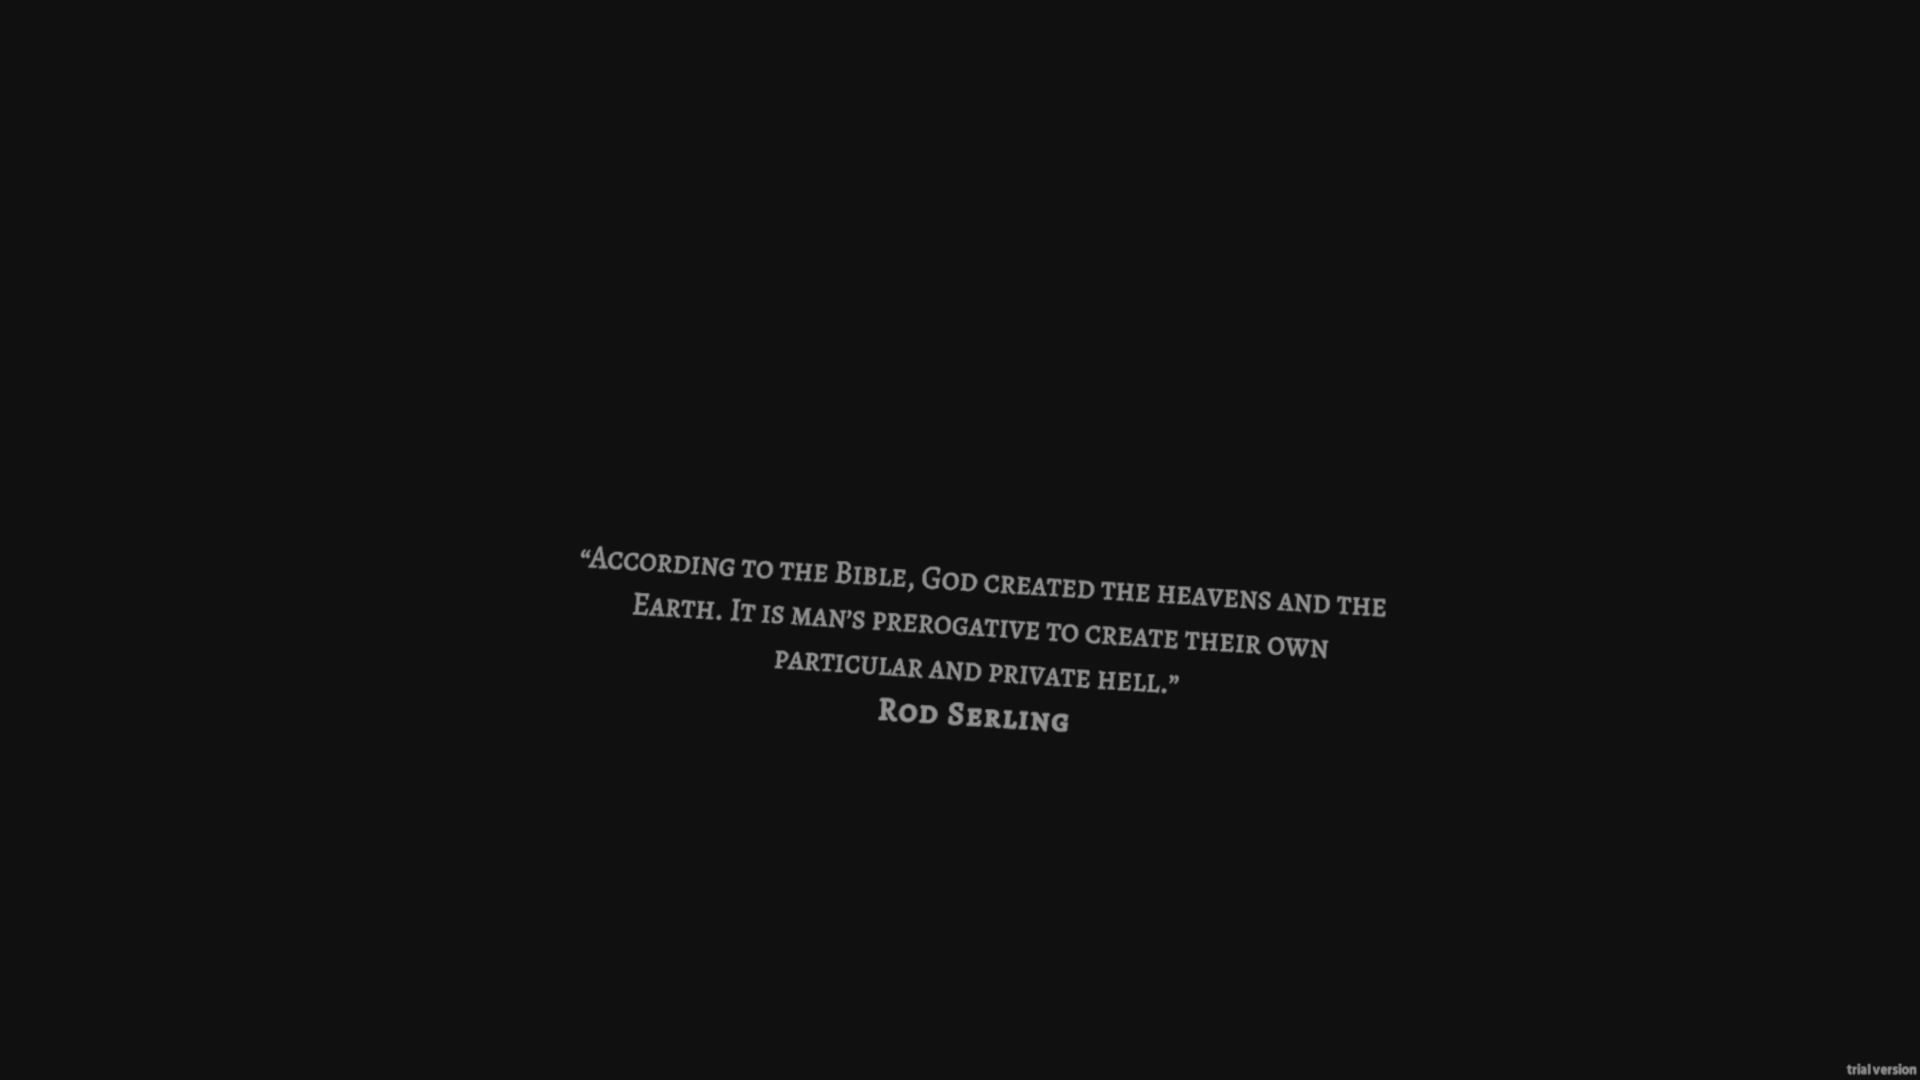 “According to the Bible, God created the heavens and the
Earth. It is man’s prerogative to create their own
particular and private hell.”
Rod Serling
trial version